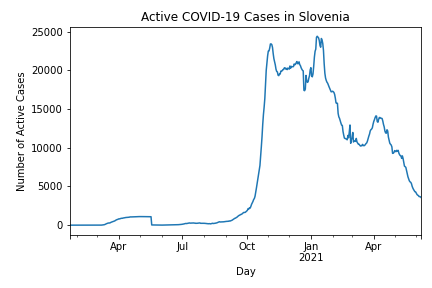 Active COVID-19 Cases in Slovenia
Number of Active Cases
25000
20000
15000
10000
5000
0
Apr
Jul
Oct
Jan
2021
Apr
Day